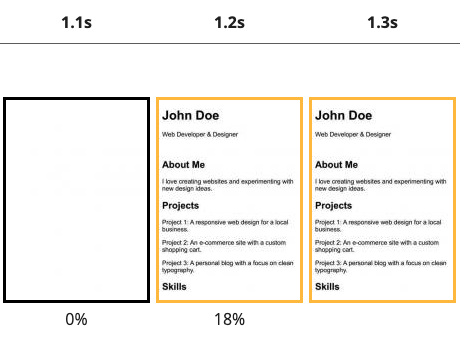 1.1s 1.2s 1.3s
John Doe
Web Developer & Designer
About Me
I love creating websites and experimenting with
new design ideas.
Projects
Project 1: A responsive web design for a local
business.
Project 2: An e-commerce site with a custom
shopping cart.
Project 3: A personal blog with a focus on clean
typography.
Skills
John Doe
Web Developer & Designer
About Me
I love creating websites and experimenting with
new design ideas.
Projects
Project 1: A responsive web design for a local
business.
Project 2: An e-commerce site with a custom
shopping cart.
Project 3: A personal blog with a focus on clean
typography.
Skills
0% 18%